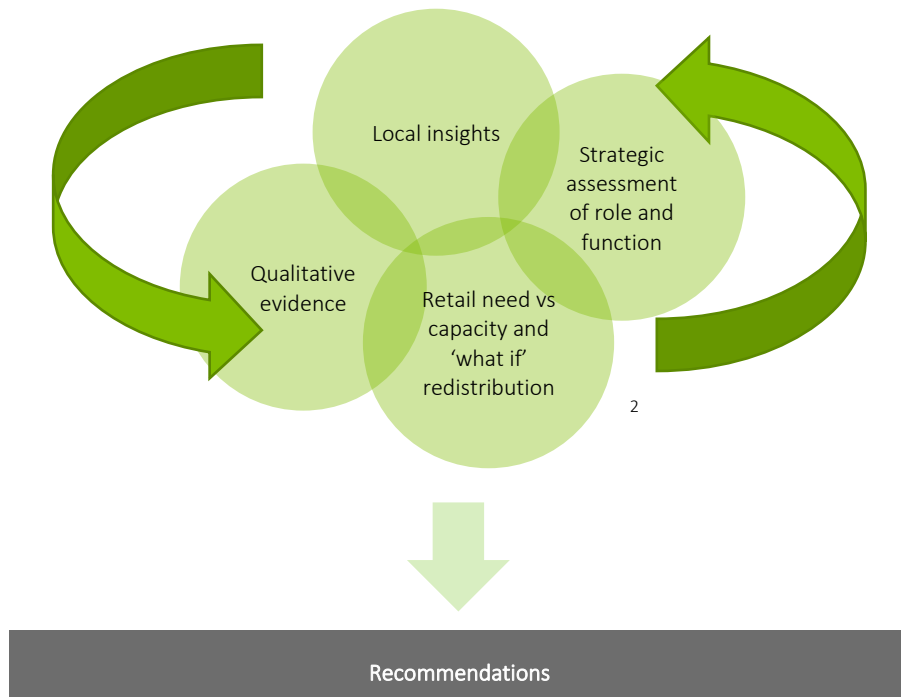 Local insights
Strategic
assessment
of role and
function
Qualitative
evidence
Retail need vs
capacity and
‘what if’
redistribution
2
Recommendations